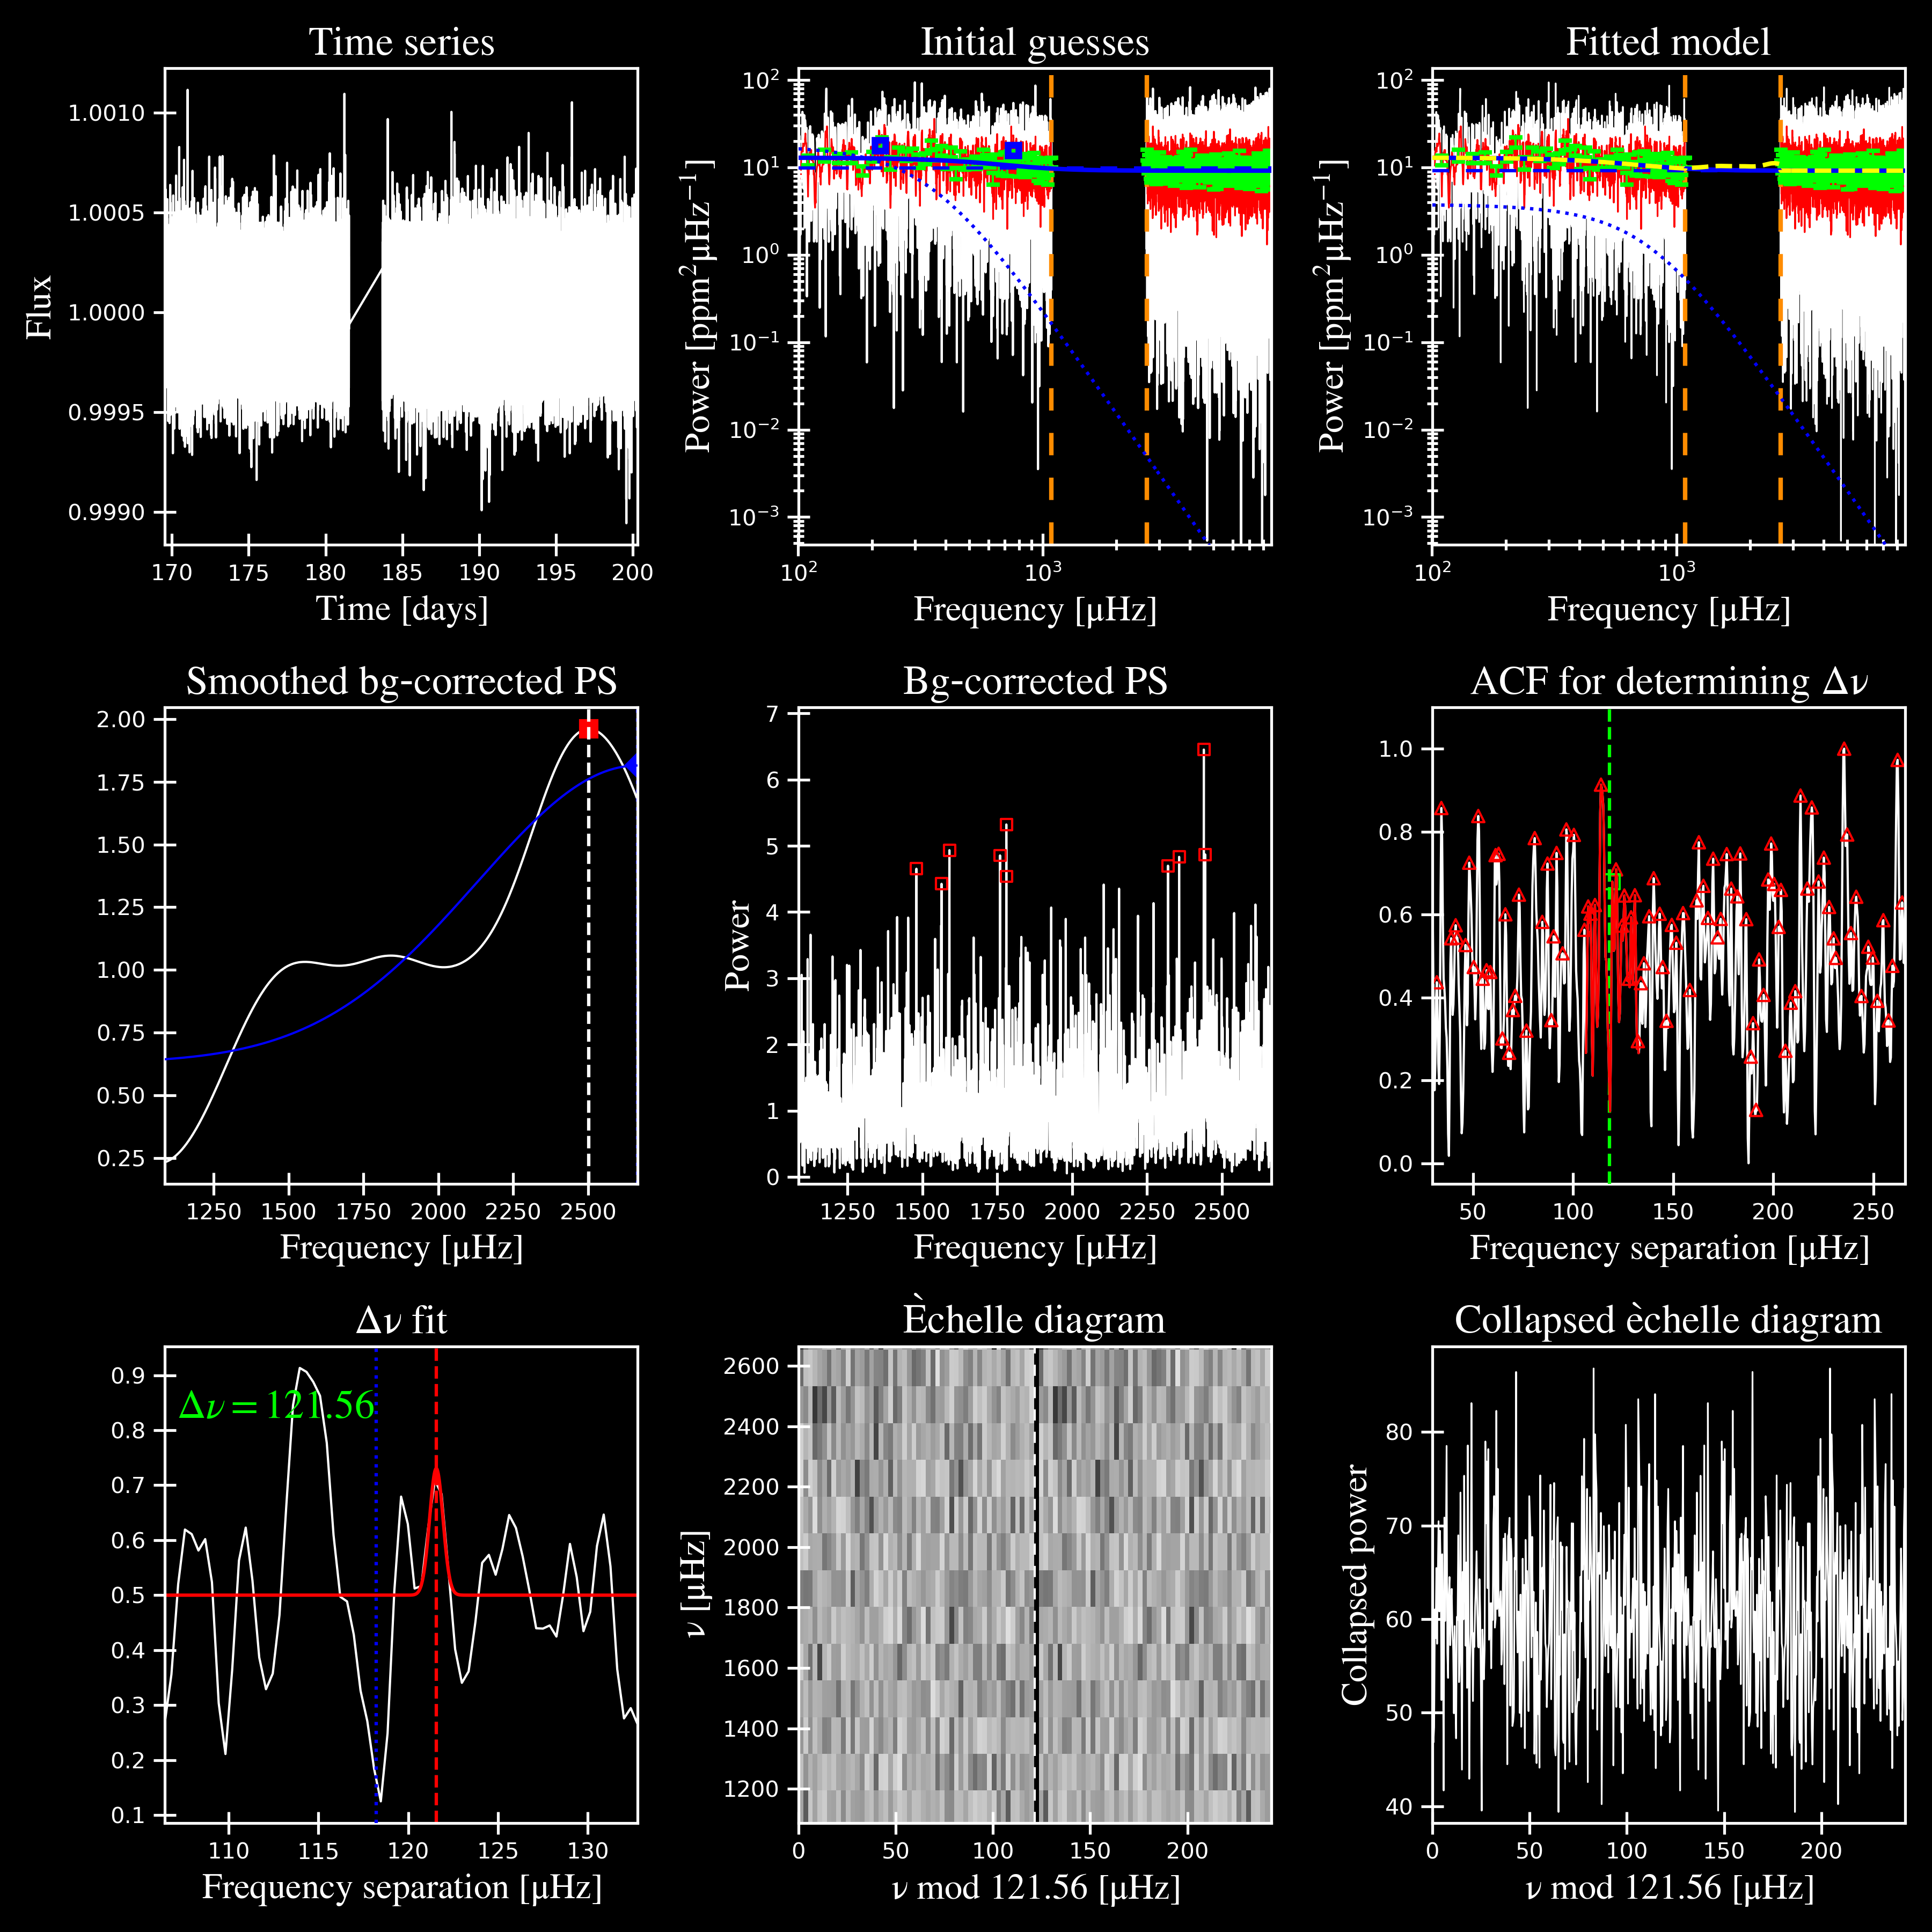 Time series
Initial guesses
Fitted model
Flux
1.0010
1.0005
1.0000
0.9995
0.9990
170 175 180 185 190 195 200
Time [days]
Power [ppm²μHz⁻¹]
10²
10¹
10⁰
10⁻¹
10⁻²
10⁻³
10² 10³
Frequency [μHz]
Power [ppm²μHz⁻¹]
10²
10¹
10⁰
10⁻¹
10⁻²
10⁻³
10² 10³
Frequency [μHz]
Smoothed bg-corrected PS
Bg-corrected PS
ACF for determining Δν
2.00
1.75
1.50
1.25
1.00
0.75
0.50
0.25
1250 1500 1750 2000 2250 2500
Frequency [μHz]
Power
7
6
5
4
3
2
1
0
1250 1500 1750 2000 2250 2500
Frequency [μHz]
1.0
0.8
0.6
0.4
0.2
0.0
50 100 150 200 250
Frequency separation [μHz]
Δν fit
Èchelle diagram
Collapsed èchelle diagram
Δν = 121.56
0.9
0.8
0.7
0.6
0.5
0.4
0.3
0.2
0.1
110 115 120 125 130
Frequency separation [μHz]
ν [μHz]
2600
2400
2200
2000
1800
1600
1400
1200
0 50 100 150 200
ν mod 121.56 [μHz]
Collapsed power
80
70
60
50
40
0 50 100 150 200
ν mod 121.56 [μHz]